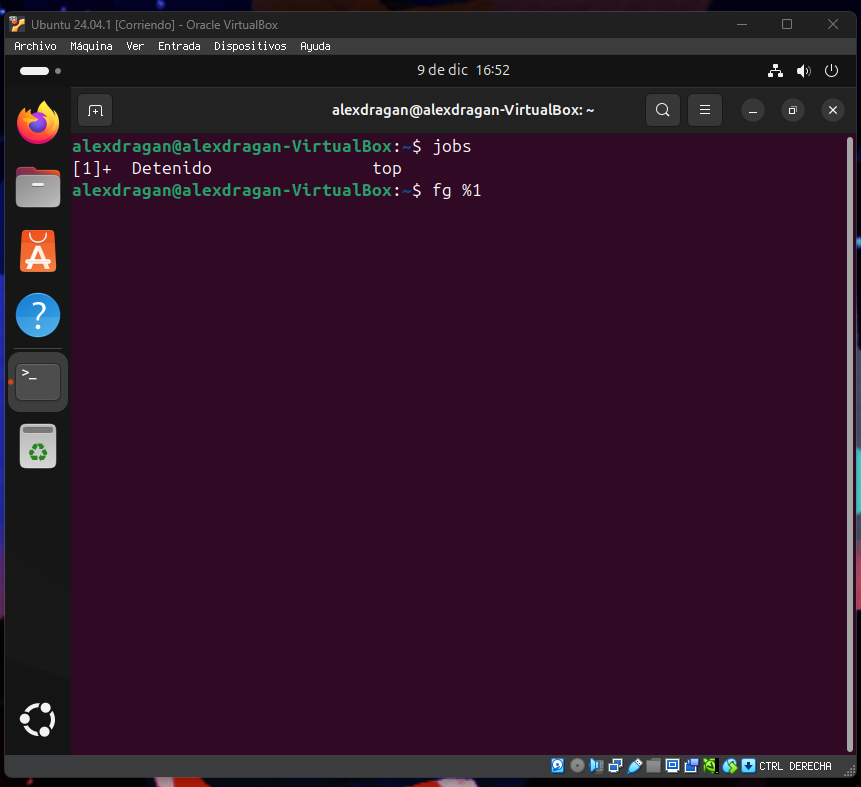 Ubuntu 24.04.1 [Corriendo] - Oracle VirtualBox
Archivo Máquina Ver Entrada Dispositivos Ayuda
9 de dic 16:52
alexdragan@alexdragan-VirtualBox: ~
alexdragan@alexdragan-VirtualBox:~$ jobs
[1]+  Detenido                top
alexdragan@alexdragan-VirtualBox:~$ fg %1
CTRL DERECHA